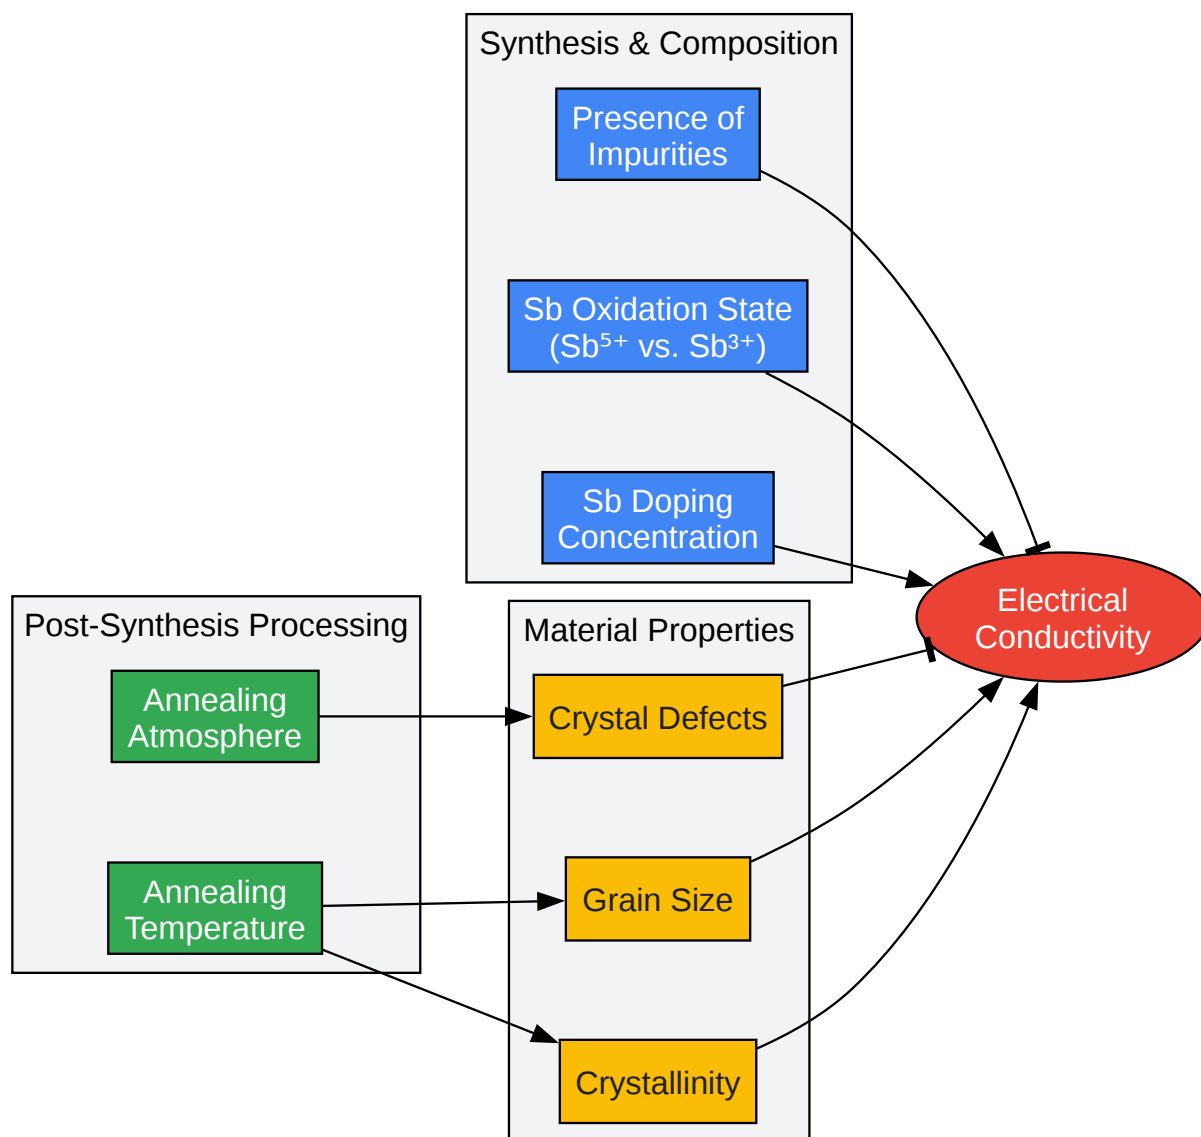 Synthesis & Composition
Presence of
Impurities
Sb Oxidation State
(Sb⁵⁺ vs. Sb³⁺)
Sb Doping
Concentration
Electrical
Conductivity
Post-Synthesis Processing
Annealing
Atmosphere
Annealing
Temperature
Material Properties
Crystal Defects
Grain Size
Crystallinity